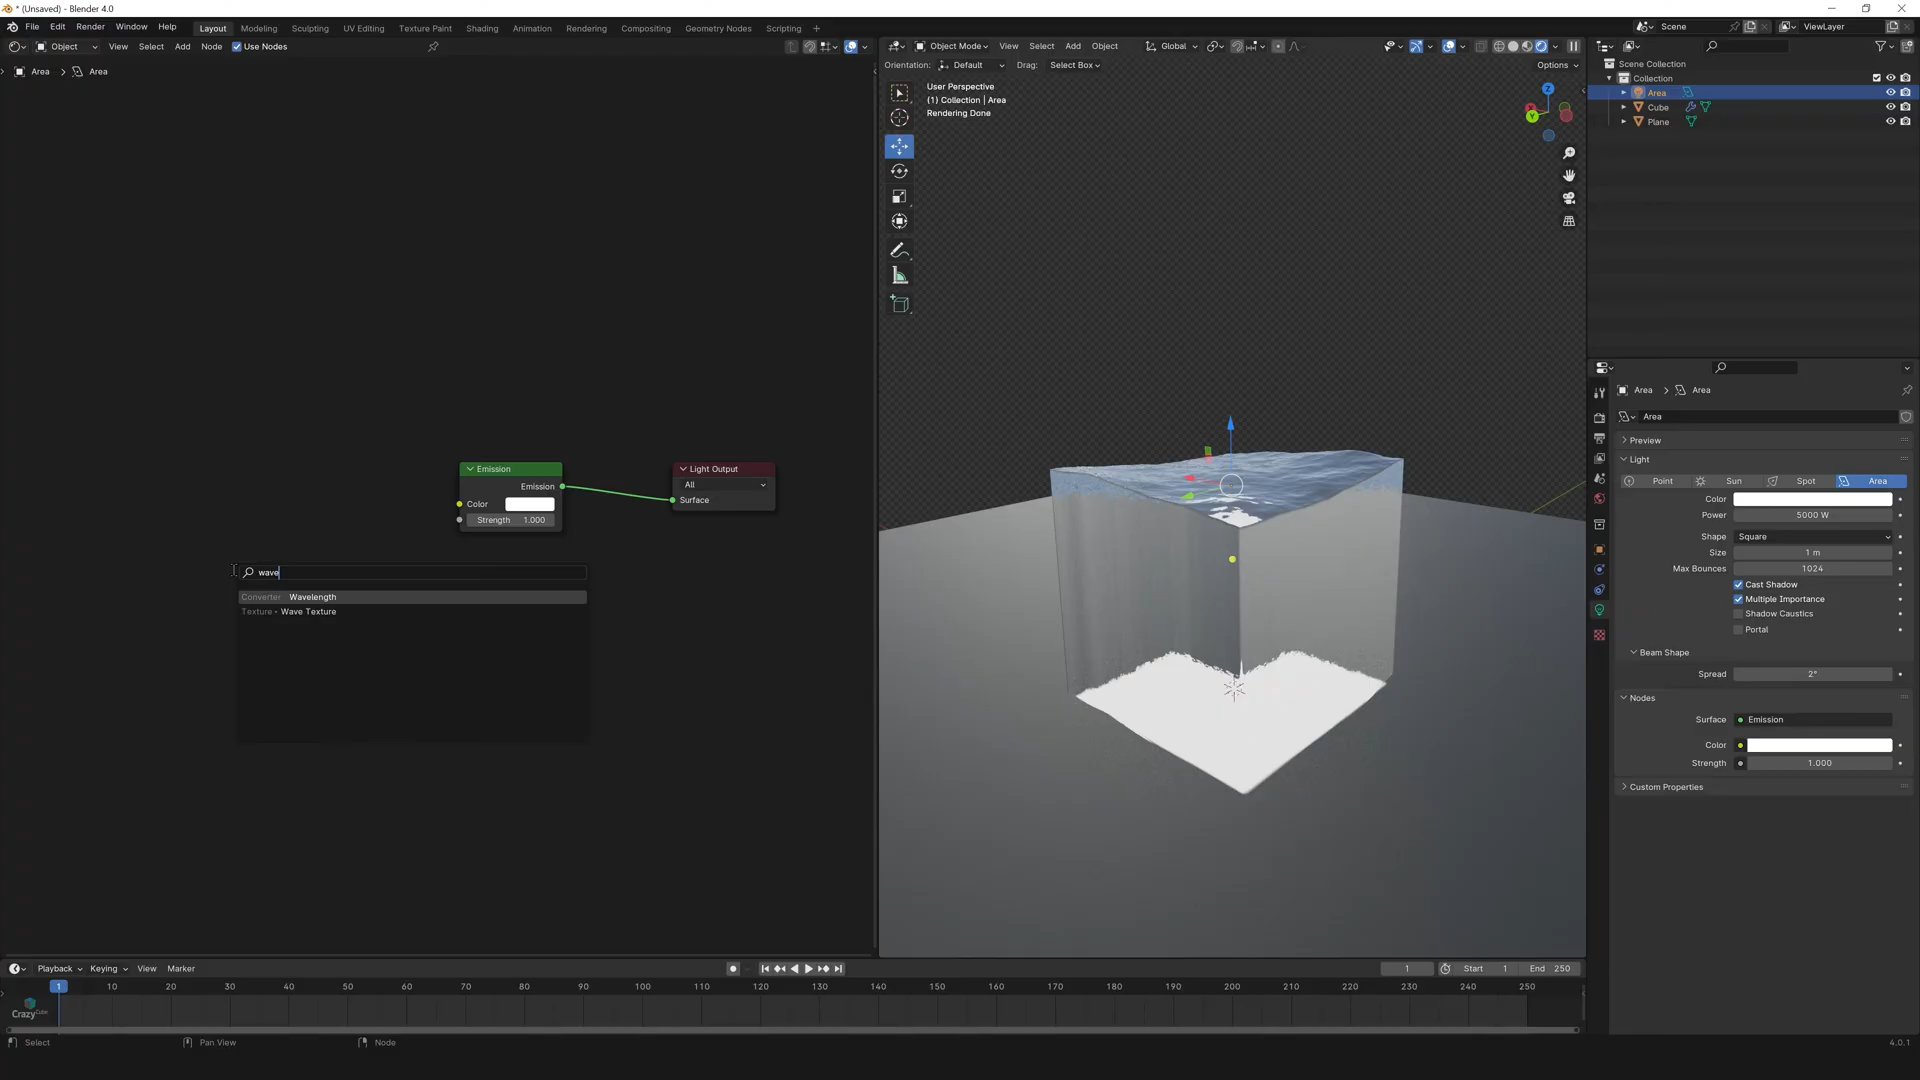 * (Unsaved) - Blender 4.0
File Edit Render Window Help Layout Modeling Sculpting UV Editing Texture Paint Shading Animation Rendering Compositing Geometry Nodes Scripting + Scene ViewLayer
Object View Select Add Node Use Nodes
Object Mode View Select Add Object Global
Orientation: Default Drag: Select Box Options
Area > Area
User Perspective
(1) Collection | Area
Rendering Done
Z
Y
Scene Collection
Collection
Area
Cube
Plane
Emission
Emission
Color
Strength 1.000
Light Output
All
Surface
wave
Converter Wavelength
Texture Wave Texture
Area > Area
Area
Preview
Light
Point Sun Spot Area
Color
Power 5000 W
Shape Square
Size 1 m
Max Bounces 1024
Cast Shadow
Multiple Importance
Shadow Caustics
Portal
Beam Shape
Spread 2°
Nodes
Surface Emission
Color
Strength 1.000
Custom Properties
Playback Keying View Marker 1 Start 1 End 250
1 10 20 30 40 50 60 70 80 90 100 110 120 130 140 150 160 170 180 190 200 210 220 230 240 250
CrazyCube
Select Pan View Node 4.0.1